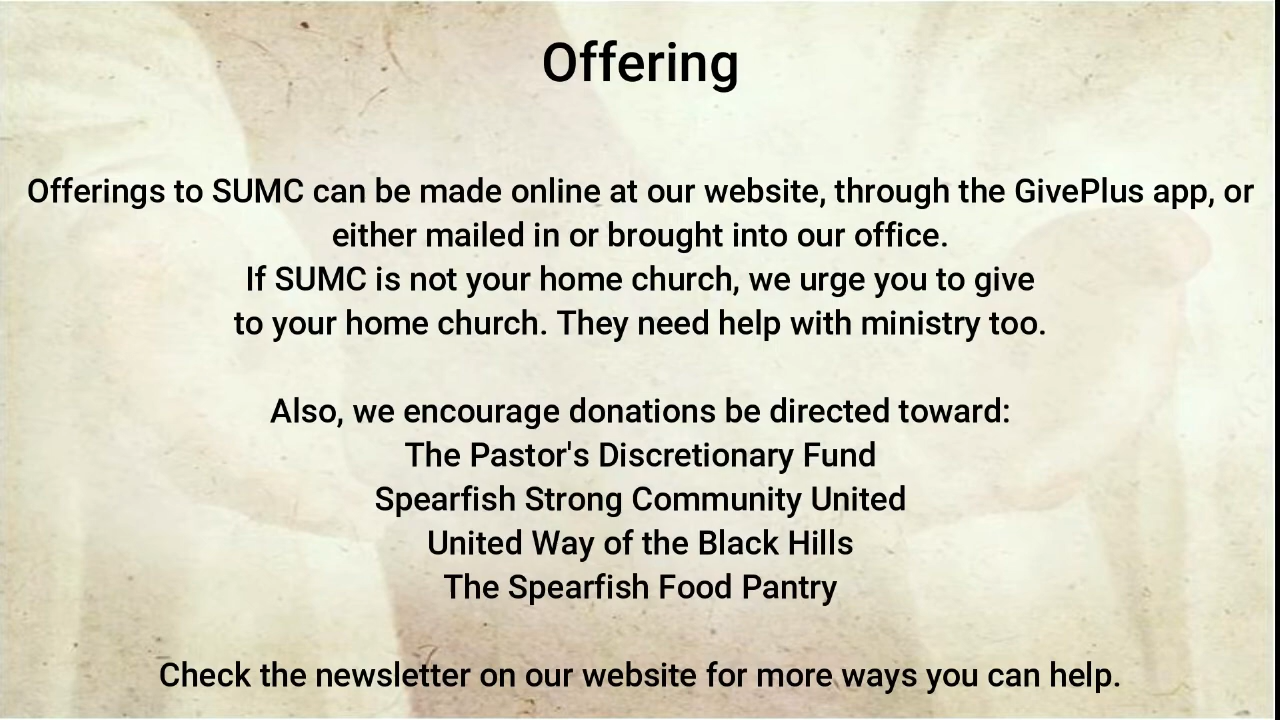 Offering
Offerings to SUMC can be made online at our website, through the GivePlus app, or
either mailed in or brought into our office.
If SUMC is not your home church, we urge you to give
to your home church. They need help with ministry too.
Also, we encourage donations be directed toward:
The Pastor's Discretionary Fund
Spearfish Strong Community United
United Way of the Black Hills
The Spearfish Food Pantry
Check the newsletter on our website for more ways you can help.